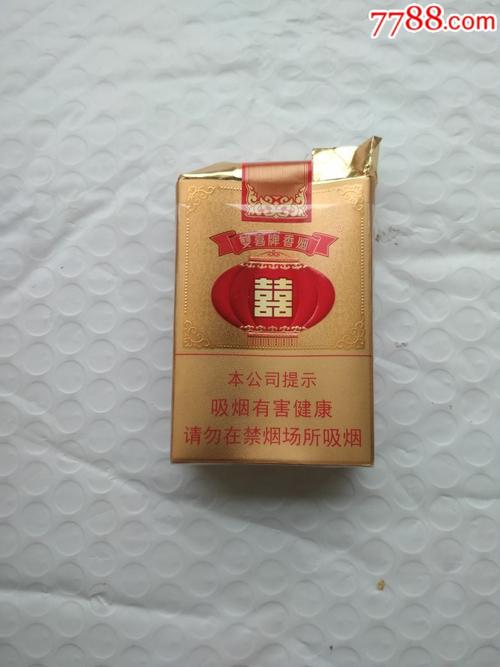 7788.com
雙喜牌香烟
囍
本公司提示
吸烟有害健康
请勿在禁烟场所吸烟